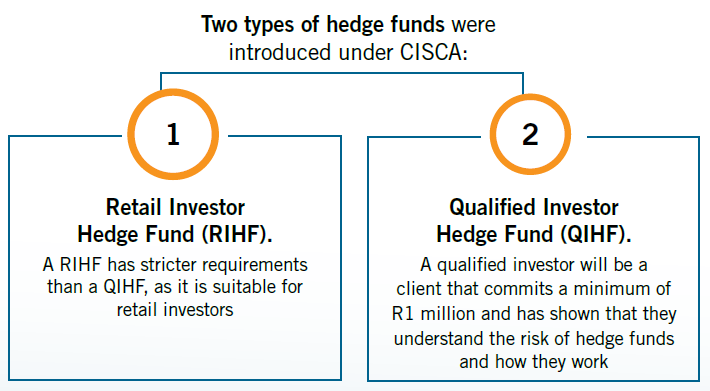 Two types of hedge funds were
introduced under CISCA:
1
Retail Investor
Hedge Fund (RIHF).
A RIHF has stricter requirements
than a QIHF, as it is suitable for
retail investors
2
Qualified Investor
Hedge Fund (QIHF).
A qualified investor will be a
client that commits a minimum of
R1 million and has shown that they
understand the risk of hedge funds
and how they work